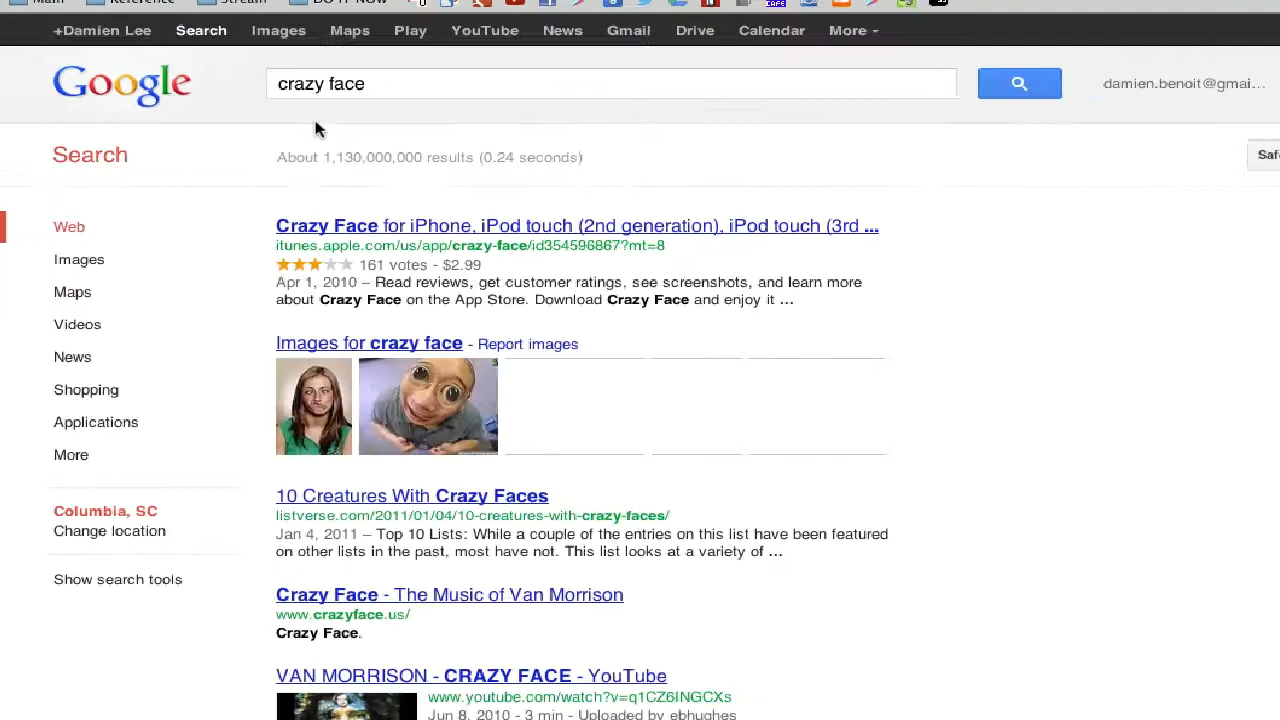 Main Reference Stream DO IT NOW
+Damien Lee Search Images Maps Play YouTube News Gmail Drive Calendar More
Google crazy face damien.benoit@gmai...
Search About 1,130,000,000 results (0.24 seconds) Saf
Web
Images
Maps
Videos
News
Shopping
Applications
More
Columbia, SC
Change location
Show search tools
Crazy Face for iPhone, iPod touch (2nd generation), iPod touch (3rd ...
itunes.apple.com/us/app/crazy-face/id354596867?mt=8
161 votes - $2.99
Apr 1, 2010 – Read reviews, get customer ratings, see screenshots, and learn more
about Crazy Face on the App Store. Download Crazy Face and enjoy it ...
Images for crazy face - Report images
10 Creatures With Crazy Faces
listverse.com/2011/01/04/10-creatures-with-crazy-faces/
Jan 4, 2011 – Top 10 Lists: While a couple of the entries on this list have been featured
on other lists in the past, most have not. This list looks at a variety of ...
Crazy Face - The Music of Van Morrison
www.crazyface.us/
Crazy Face.
VAN MORRISON - CRAZY FACE - YouTube
www.youtube.com/watch?v=q1CZ6INGCXs
Jun 8, 2010 - 3 min - Uploaded by ebhughes